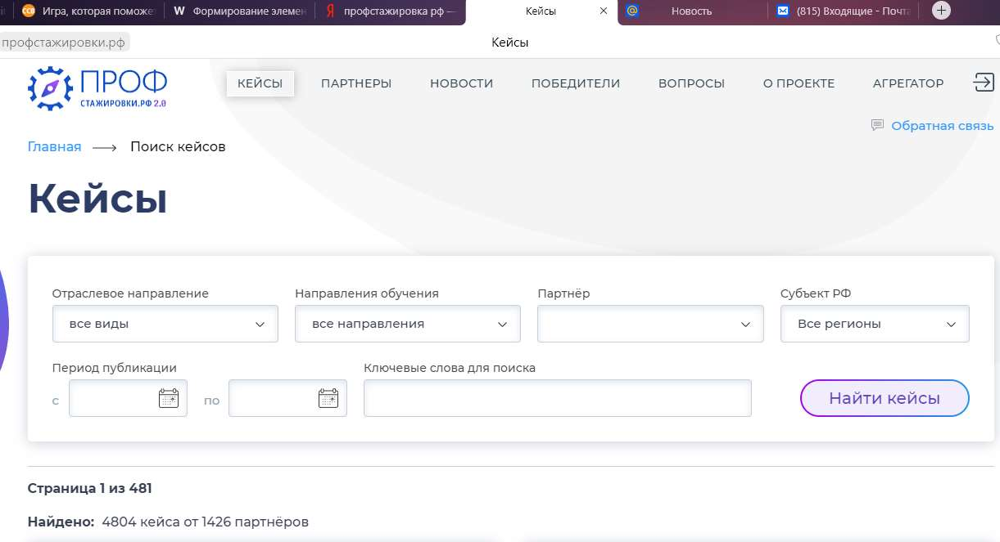 Игра, которая поможет
W Формирование элемен
Я профстажировка рф —
Кейсы
Новость
(815) Входящие - Почта
профстажировки.рф
Кейсы
ПРОФ
СТАЖИРОВКИ.РФ 2.0
КЕЙСЫ
ПАРТНЕРЫ
НОВОСТИ
ПОБЕДИТЕЛИ
ВОПРОСЫ
О ПРОЕКТЕ
АГРЕГАТОР
Обратная связь
Главная
Поиск кейсов
Кейсы
Отраслевое направление
все виды
Направления обучения
все направления
Партнёр
Субъект РФ
Все регионы
Период публикации
с
по
Ключевые слова для поиска
Найти кейсы
Страница 1 из 481
Найдено: 4804 кейса от 1426 партнёров